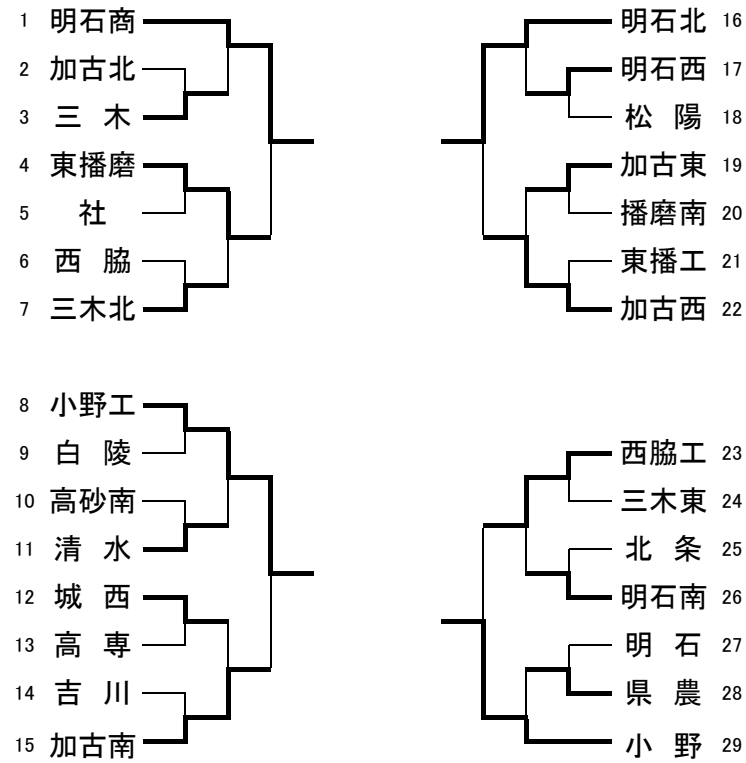 1 明石商
2 加古北
3 三 木
4 東播磨
5 社
6 西 脇
7 三木北
8 小野工
9 白 陵
10 高砂南
11 清 水
12 城 西
13 高 専
14 吉 川
15 加古南
明石北 16
明石西 17
松 陽 18
加古東 19
播磨南 20
東播工 21
加古西 22
西脇工 23
三木東 24
北 条 25
明石南 26
明 石 27
県 農 28
小 野 29